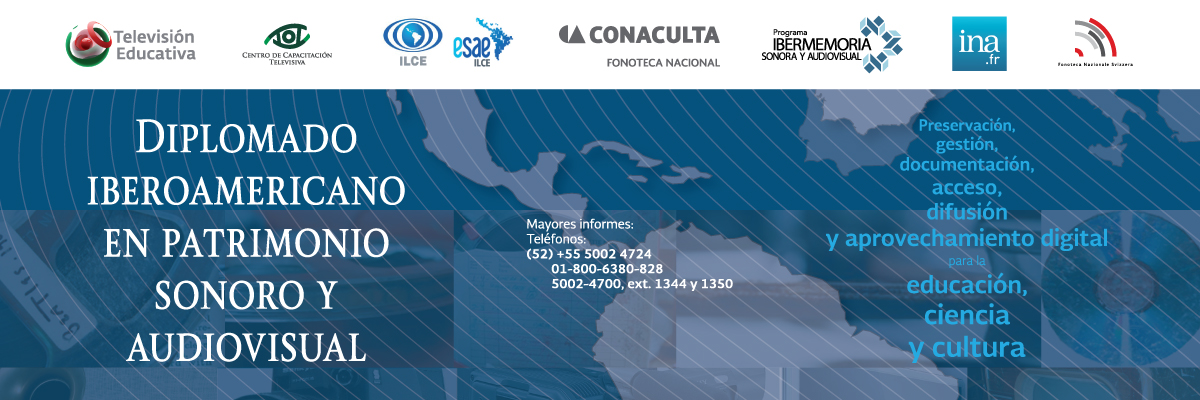 Televisión
Educativa
CENTRO DE CAPACITACIÓN
TELEVISIVA
ILCE
esae
ILCE
CONACULTA
FONOTECA NACIONAL
Programa
IBERMEMORIA
SONORA Y AUDIOVISUAL
ina
.fr
Fonoteca Nazionale Svizzera
DIPLOMADO
IBEROAMERICANO
EN PATRIMONIO
SONORO Y
AUDIOVISUAL
Mayores informes:
Teléfonos:
(52) +55 5002 4724
01-800-6380-828
5002-4700, ext. 1344 y 1350
Preservación,
gestión,
documentación,
acceso,
difusión
y aprovechamiento digital
para la
educación,
ciencia
y cultura